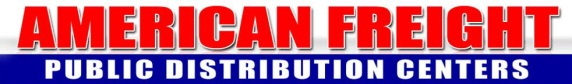 AMERICAN FREIGHT
PUBLIC DISTRIBUTION CENTERS